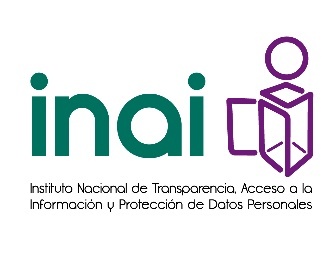 inai
Instituto Nacional de Transparencia, Acceso a la
Información y Protección de Datos Personales